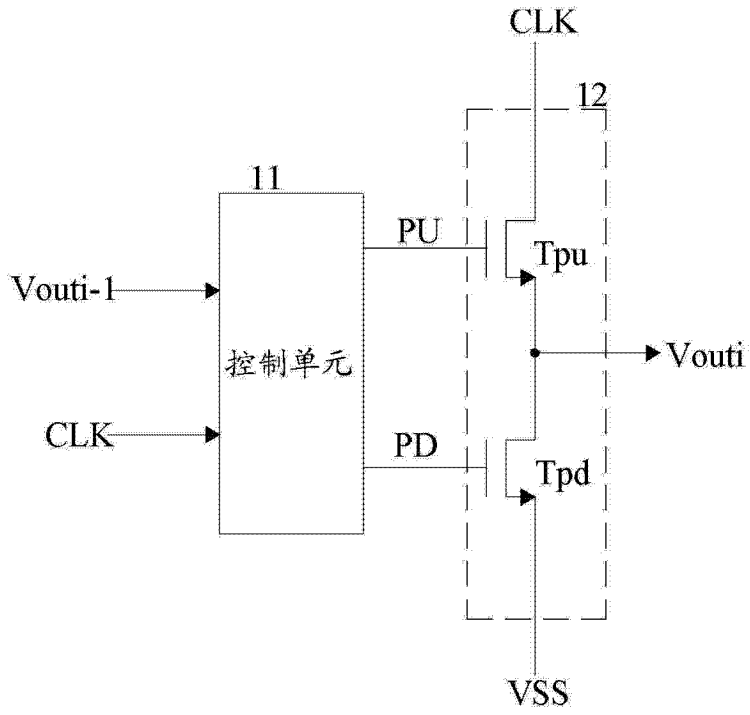 CLK
12
11
PU
Tpu
Vouti-1
控制单元
Vouti
CLK
PD
Tpd
VSS